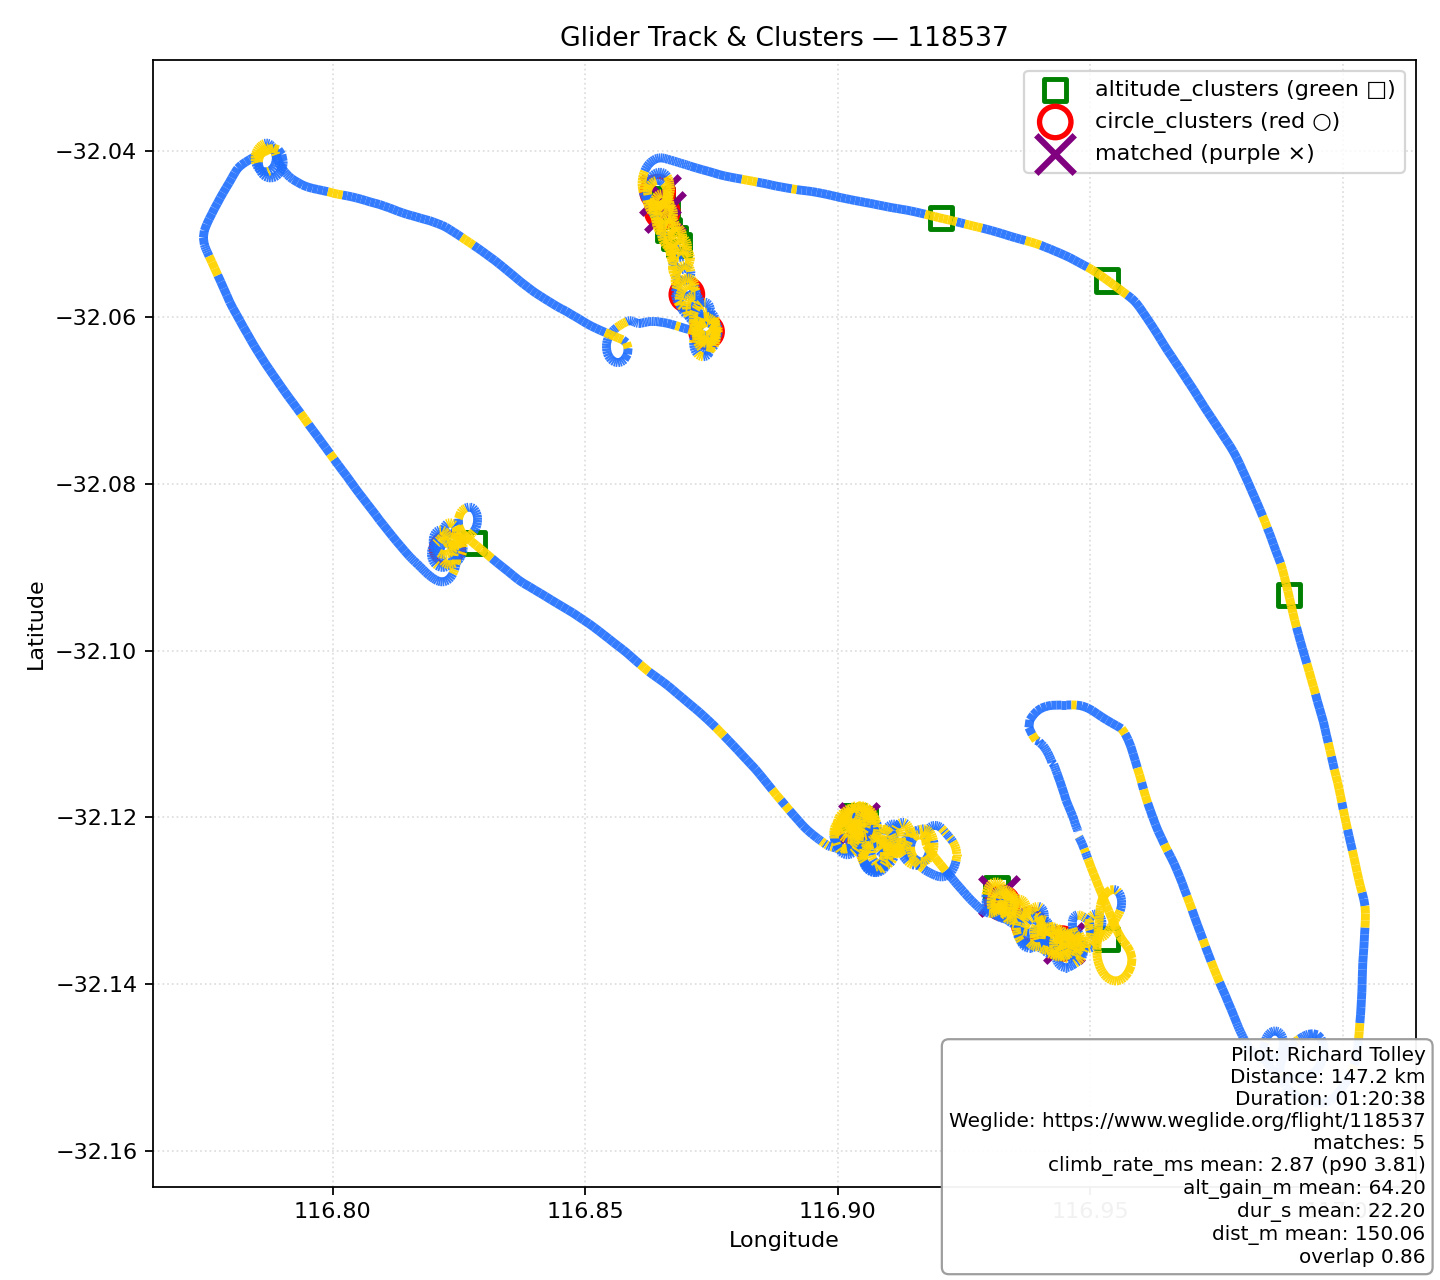 Glider Track & Clusters — 118537
altitude_clusters (green □)
circle_clusters (red ○)
matched (purple ×)
−32.04
−32.06
−32.08
−32.10
−32.12
−32.14
−32.16
Latitude
116.80
116.85
116.90
116.95
Longitude
Pilot: Richard Tolley
Distance: 147.2 km
Duration: 01:20:38
Weglide: https://www.weglide.org/flight/118537
matches: 5
climb_rate_ms mean: 2.87 (p90 3.81)
alt_gain_m mean: 64.20
dur_s mean: 22.20
dist_m mean: 150.06
overlap 0.86